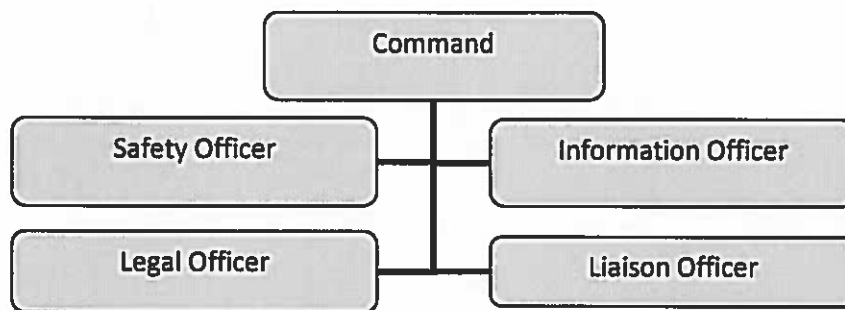 Command
Safety Officer
Information Officer
Legal Officer
Liaison Officer